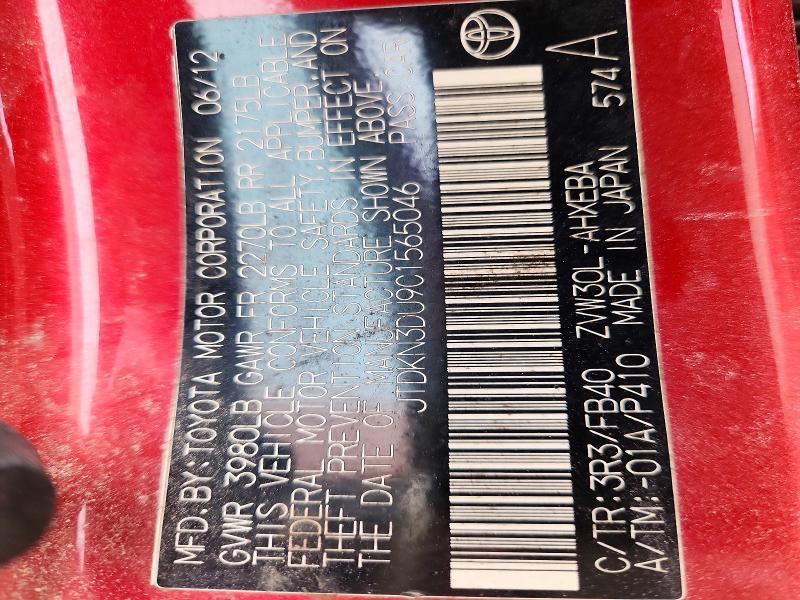 MFD.BY:TOYOTA MOTOR CORPORATION 06/12
GVWR 3980LB GAWR FR 2270LB RR 2175LB
THIS VEHICLE CONFORMS TO ALL APPLICABLE
FEDERAL MOTOR VEHICLE SAFETY,BUMPER,AND
THEFT PREVENTION STANDARDS IN EFFECT ON
THE DATE OF MANUFACTURE SHOWN ABOVE.
JTDKN3DU9C1565046 PASS CAR
C/TR:3R3/FB40 ZVW30L-AHXEBA
A/TM:-01A/P410 MADE IN JAPAN 574 A